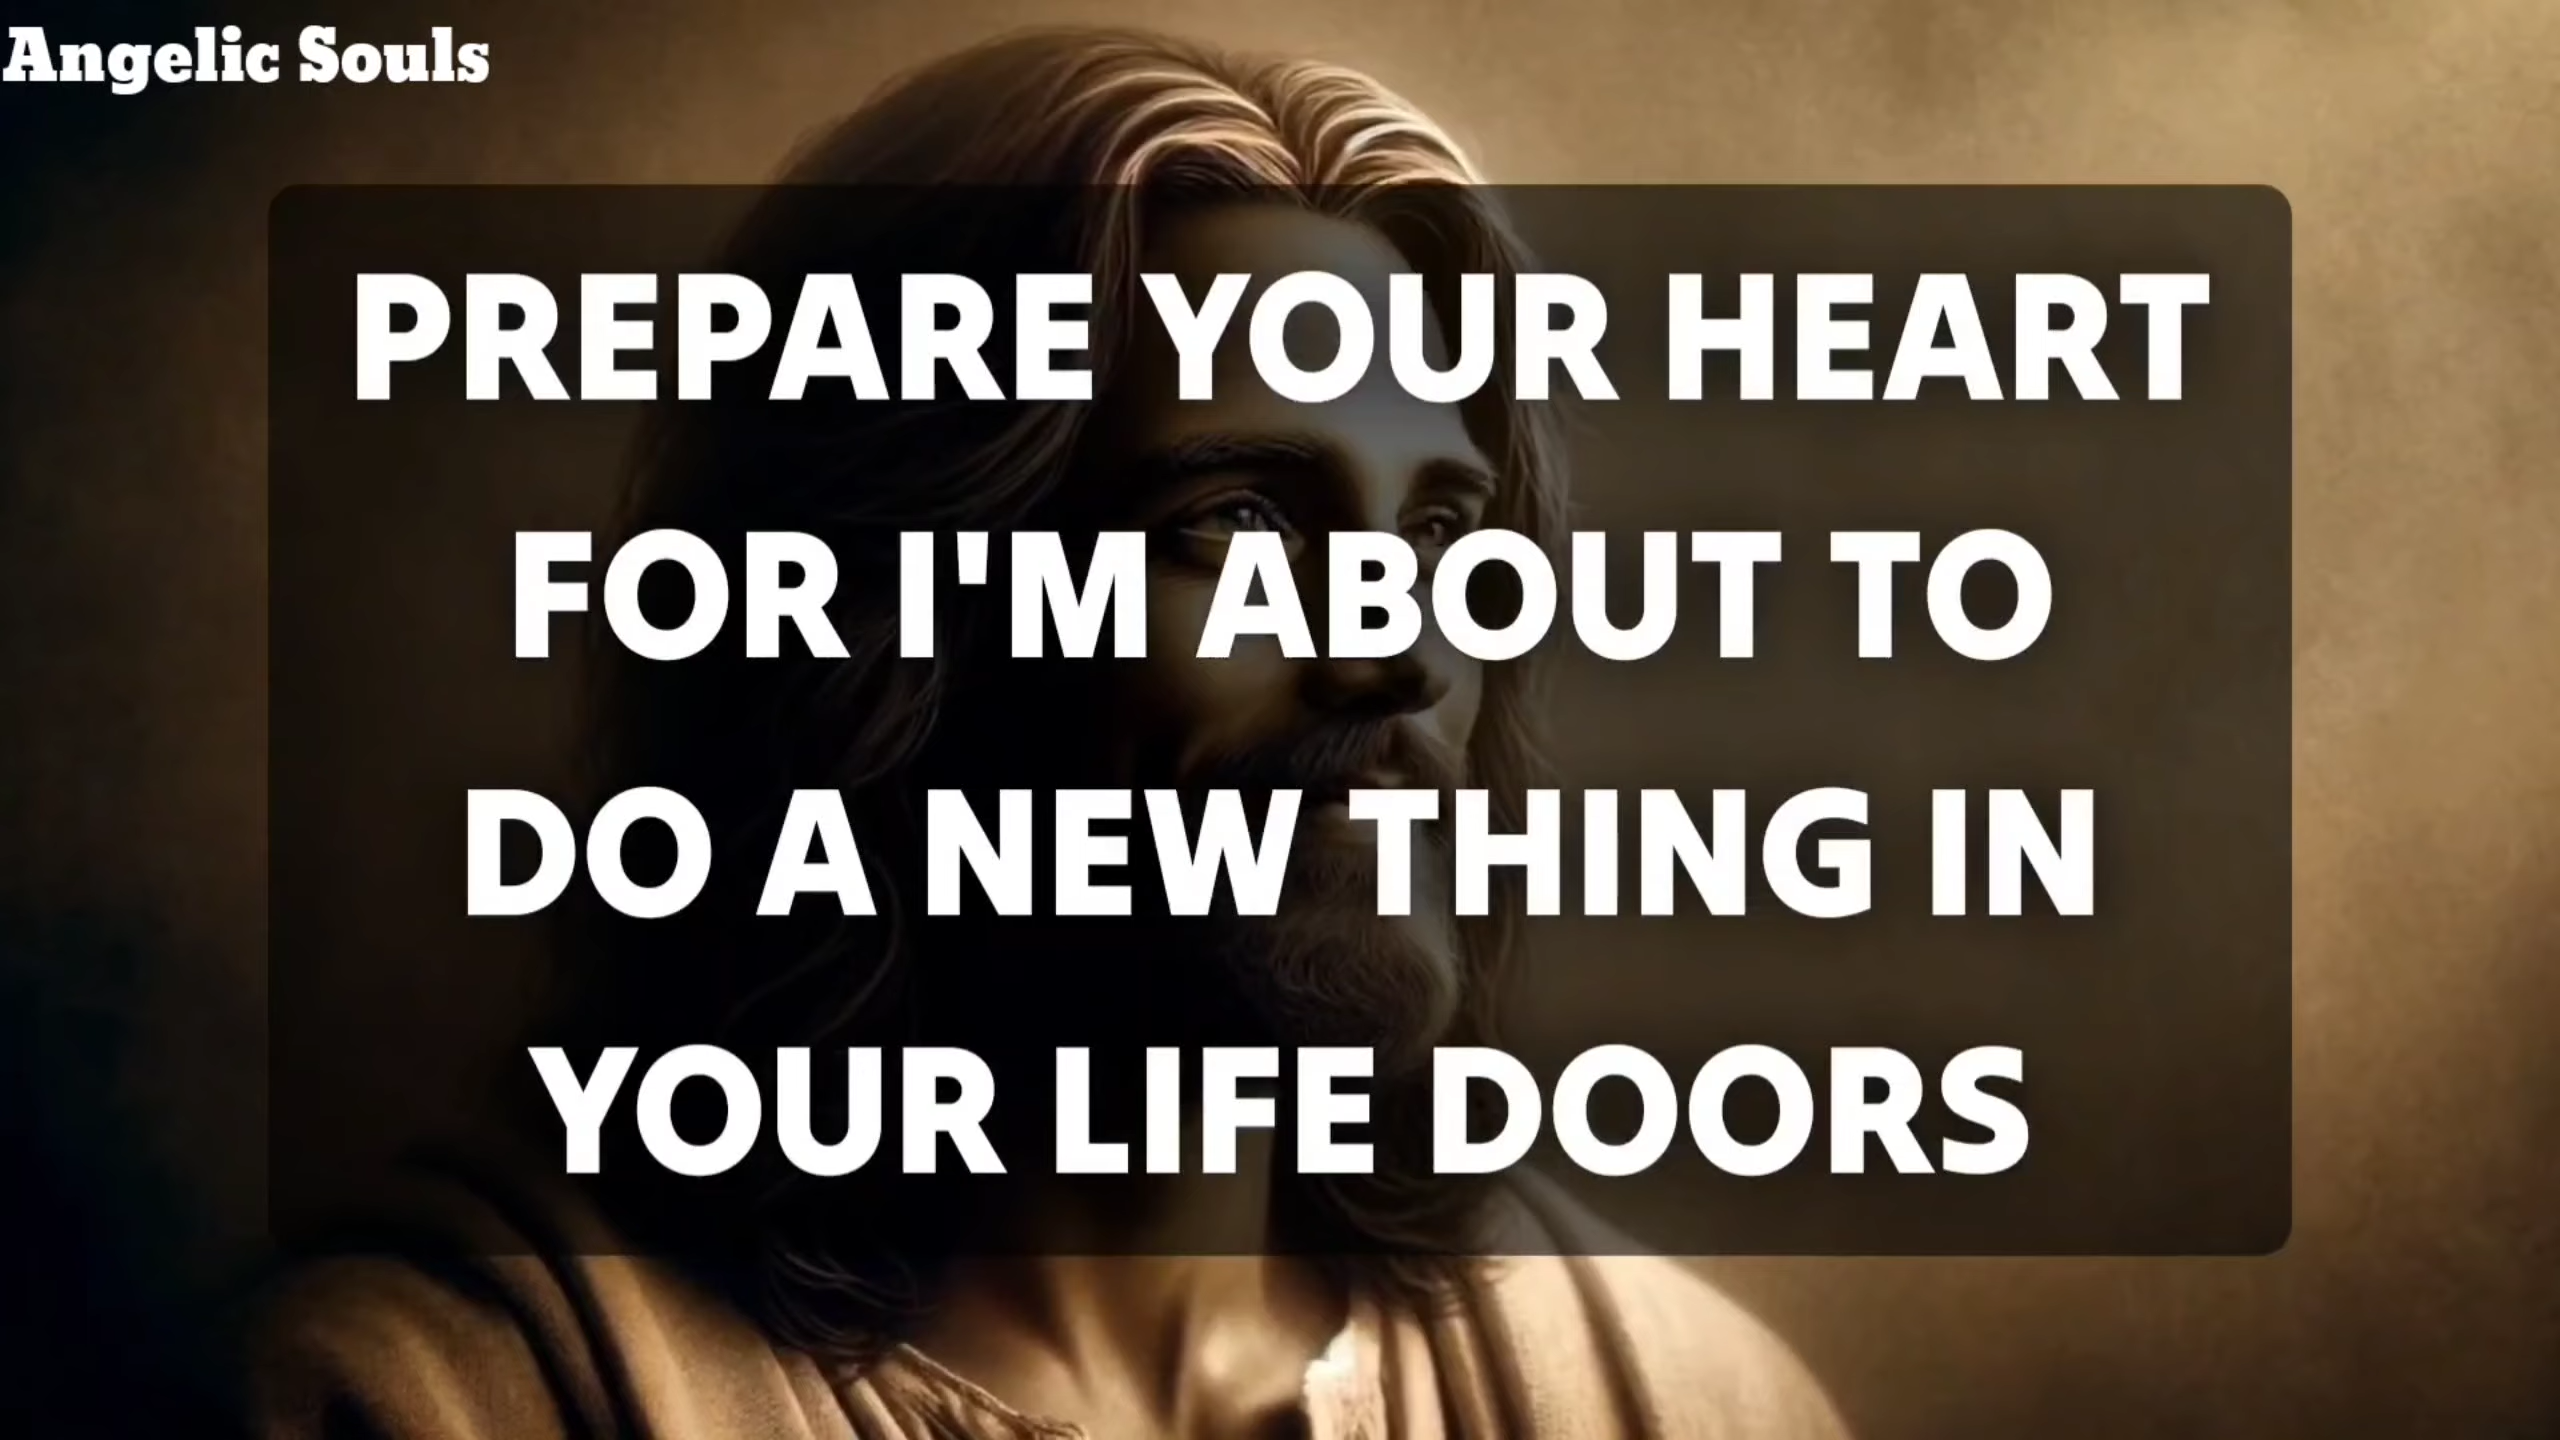 Angelic Souls
PREPARE YOUR HEART
FOR I'M ABOUT TO
DO A NEW THING IN
YOUR LIFE DOORS